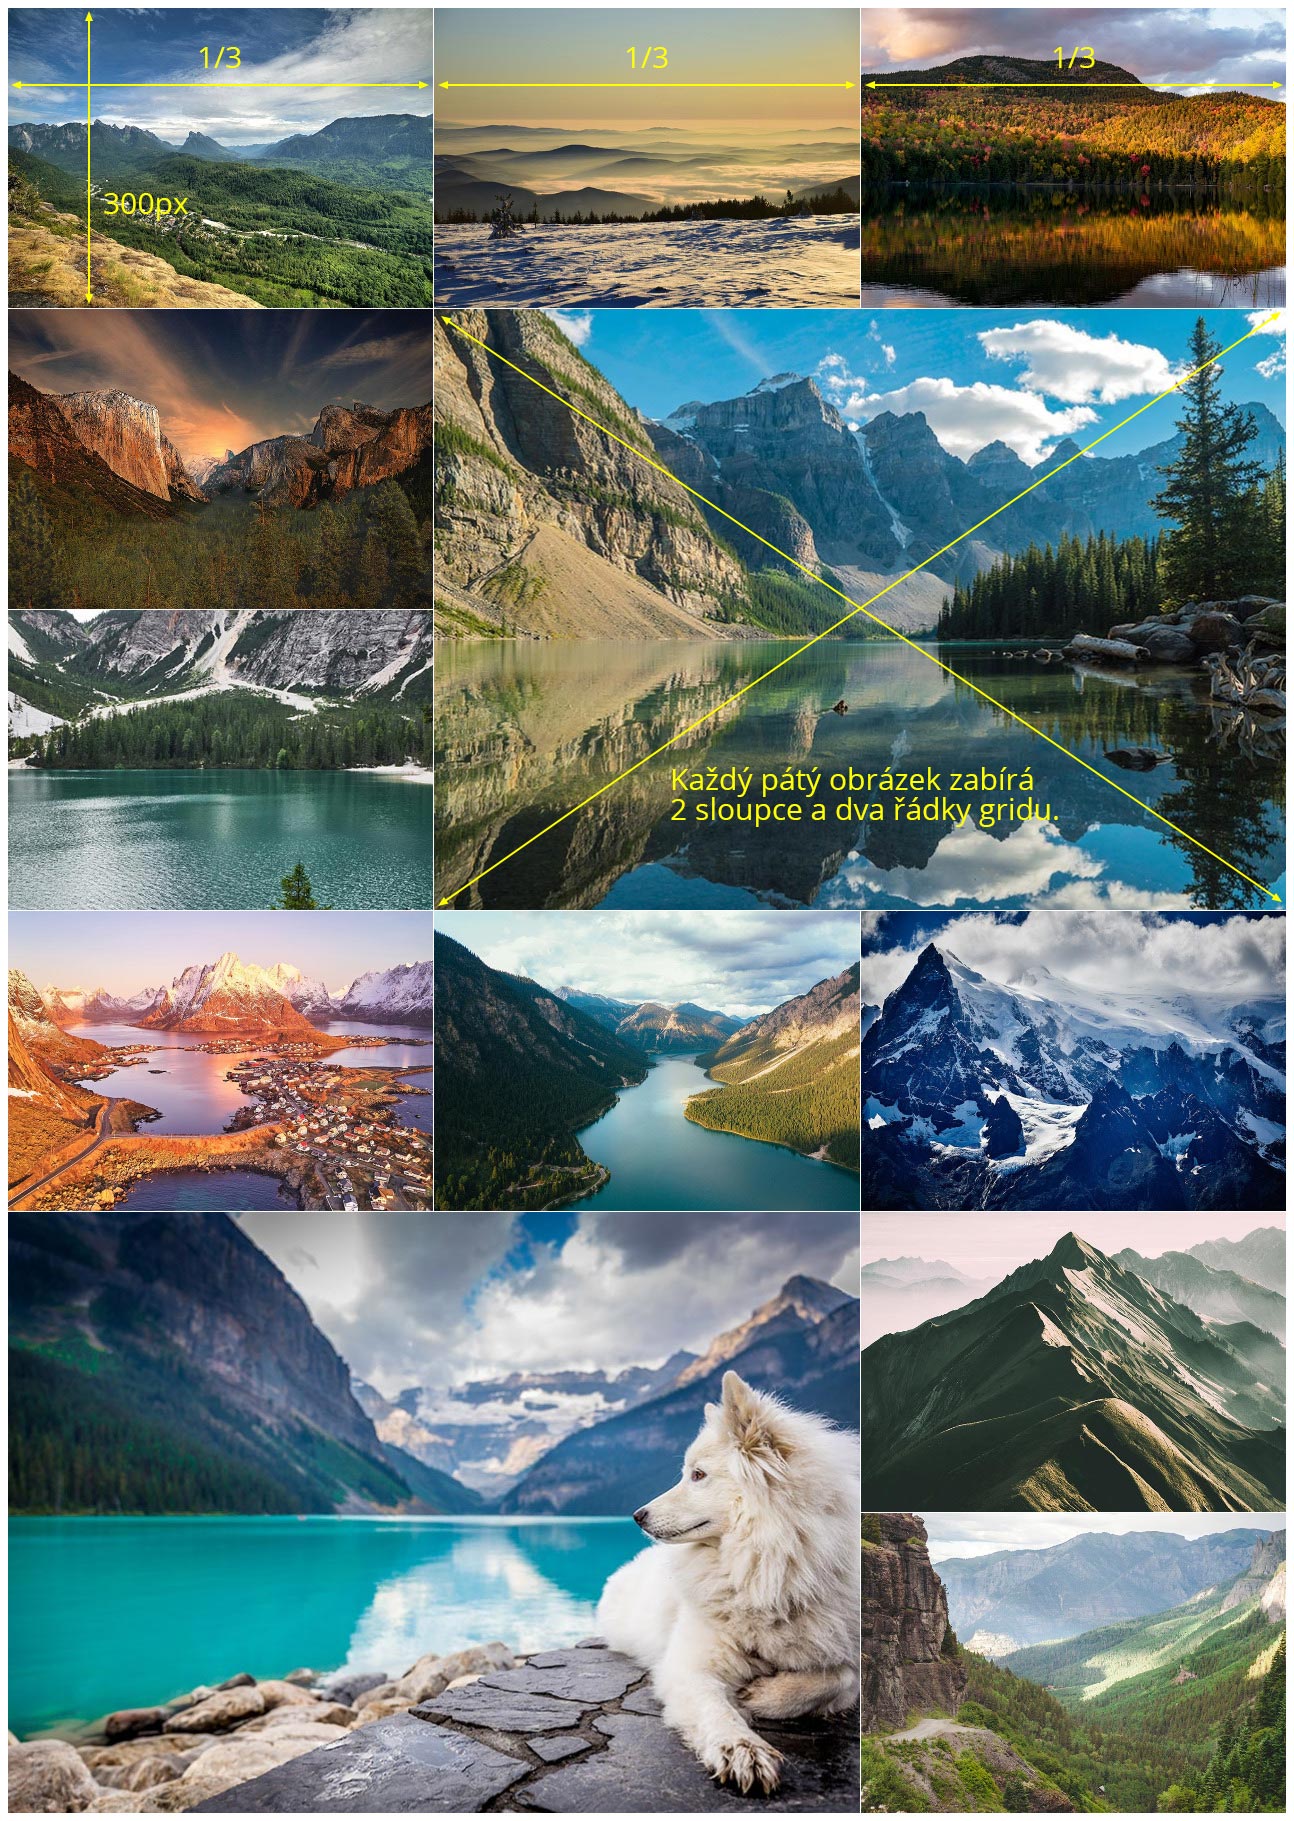 1/3
1/3
1/3
300px
Každý pátý obrázek zabírá
2 sloupce a dva řádky gridu.